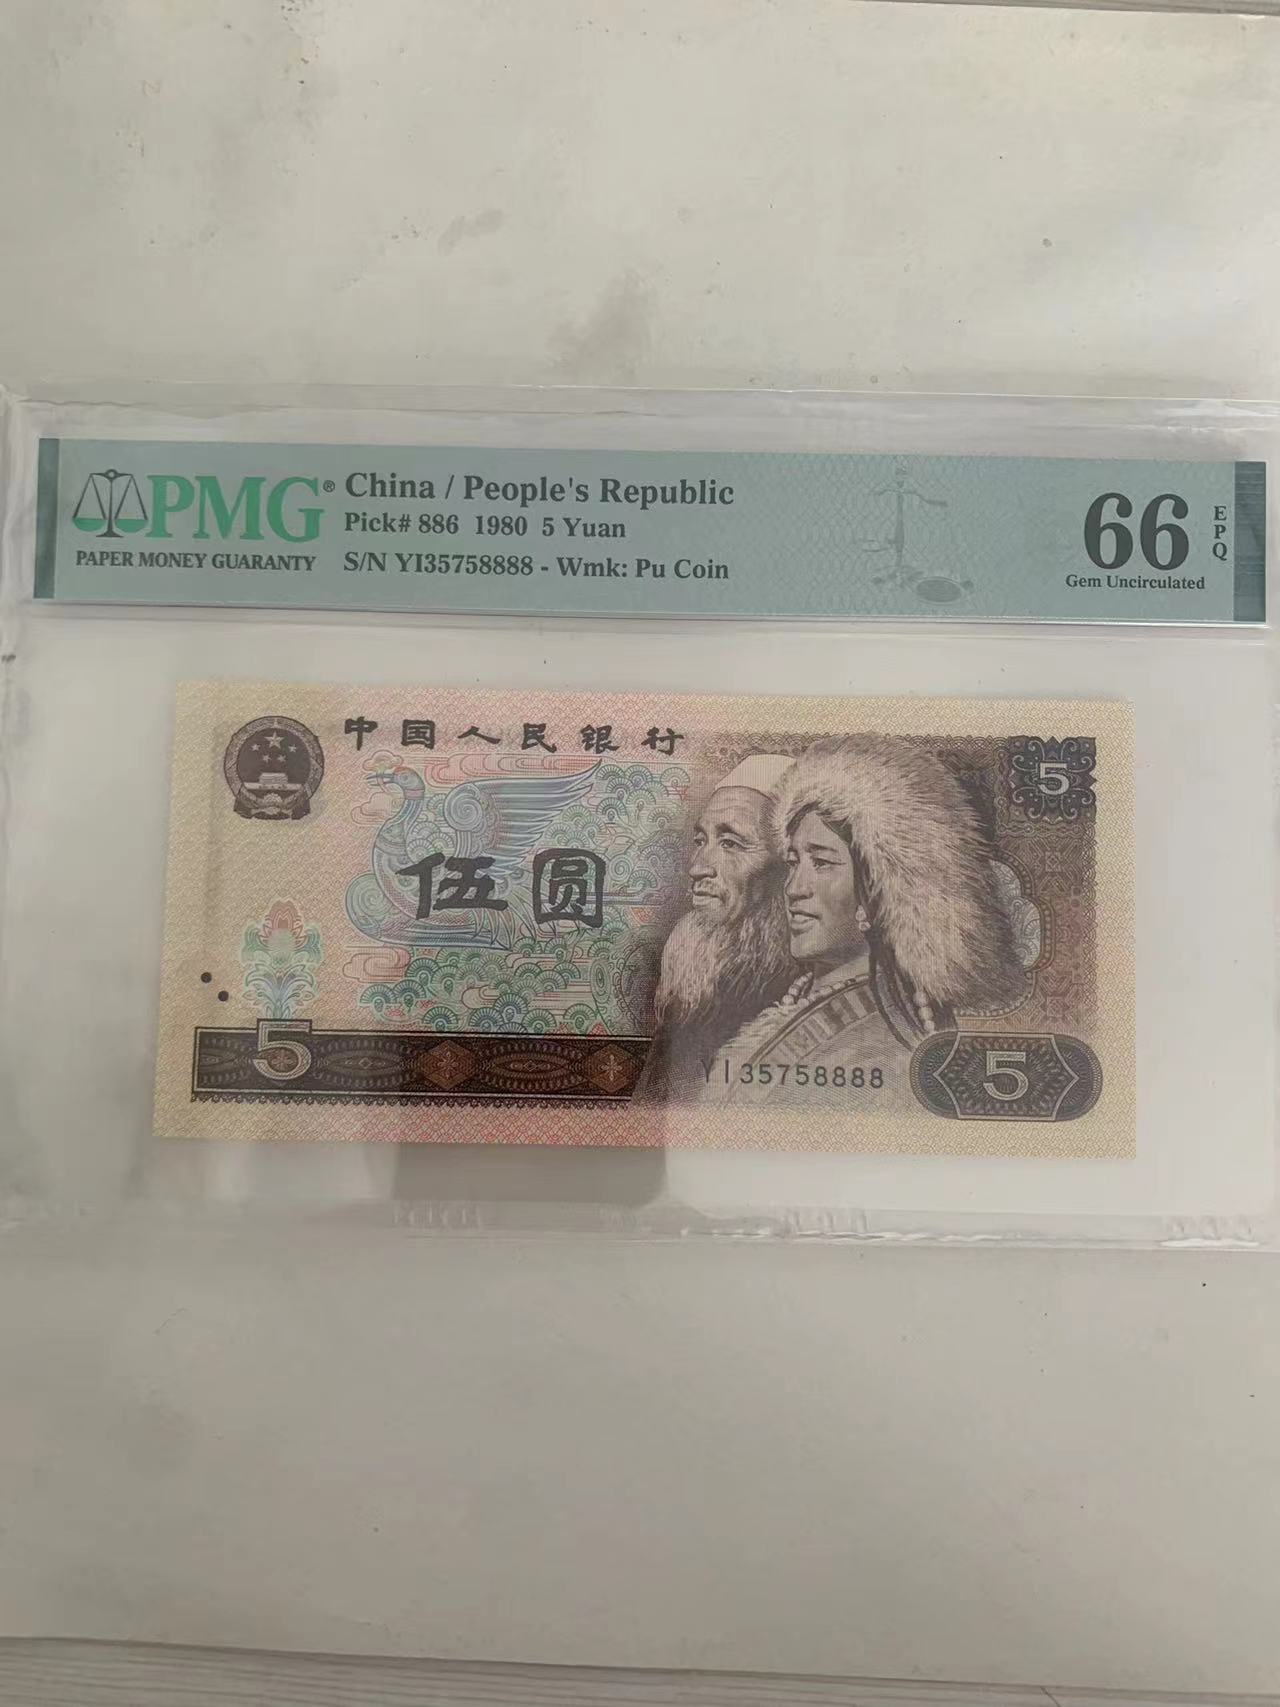 PMG®
PAPER MONEY GUARANTY
China / People's Republic
Pick# 886 1980 5 Yuan
S/N YI35758888 - Wmk: Pu Coin
66
EPQ
Gem Uncirculated
中国人民银行
5
伍圆
5
YI35758888
5